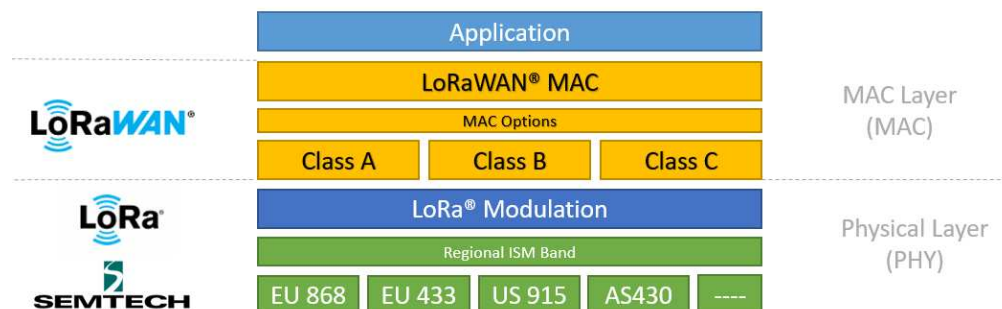 Application
LoRaWAN® MAC
MAC Options
Class A Class B Class C
LoRa® Modulation
Regional ISM Band
EU 868 EU 433 US 915 AS430 ----
LoRaWAN®
LoRa®
SEMTECH
MAC Layer
(MAC)
Physical Layer
(PHY)